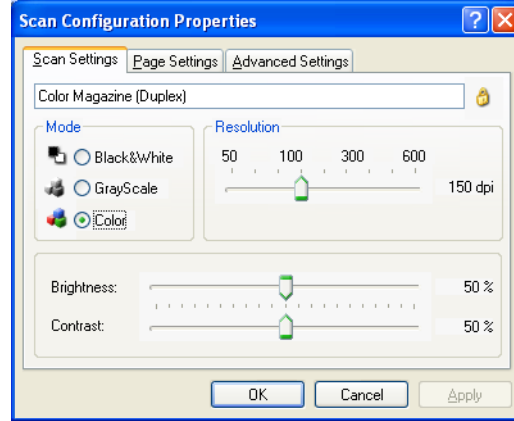 Scan Configuration Properties
Scan Settings Page Settings Advanced Settings
Color Magazine (Duplex)
Mode
Black&White
GrayScale
Color
Resolution
50 100 300 600
150 dpi
Brightness: 50 %
Contrast: 50 %
OK Cancel Apply